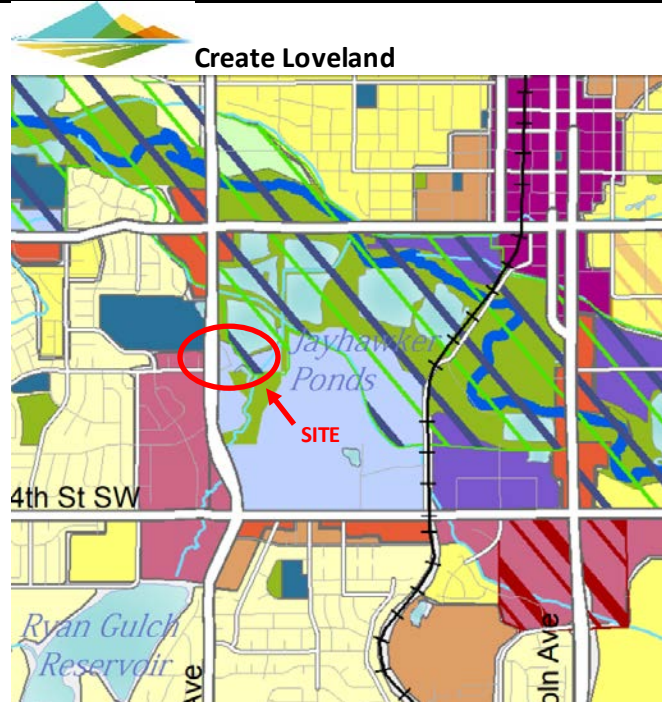 Create Loveland
Jayhawker
Ponds
SITE
4th St SW
Ryan Gulch
Reservoir
Ave
oln Ave